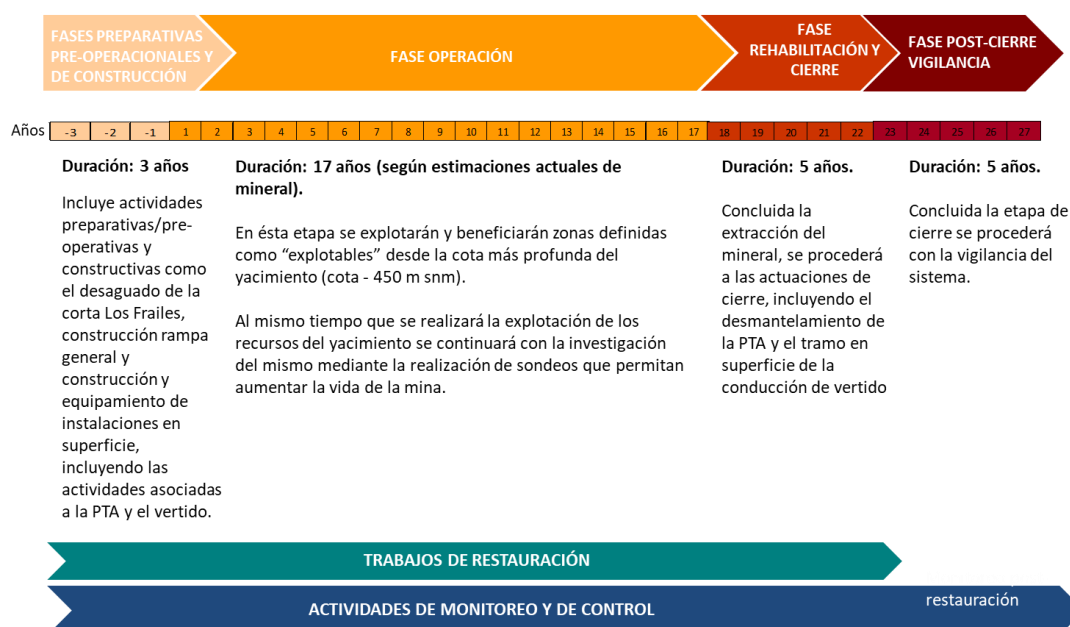 FASES PREPARATIVAS
PRE-OPERACIONALES Y
DE CONSTRUCCIÓN
FASE OPERACIÓN
FASE
REHABILITACIÓN Y
CIERRE
FASE POST-CIERRE
VIGILANCIA
Años -3 -2 -1 1 2 3 4 5 6 7 8 9 10 11 12 13 14 15 16 17 18 19 20 21 22 23 24 25 26 27
Duración: 3 años
Incluye actividades
preparativas/pre-
operativas y
constructivas como
el desaguado de la
corta Los Frailes,
construcción rampa
general y
construcción y
equipamiento de
instalaciones en
superficie,
incluyendo las
actividades asociadas
a la PTA y el vertido.
Duración: 17 años (según estimaciones actuales de
mineral).
En ésta etapa se explotarán y beneficiarán zonas definidas
como “explotables” desde la cota más profunda del
yacimiento (cota - 450 m snm).
Al mismo tiempo que se realizará la explotación de los
recursos del yacimiento se continuará con la investigación
del mismo mediante la realización de sondeos que permitan
aumentar la vida de la mina.
Duración: 5 años.
Concluida la
extracción del
mineral, se procederá
a las actuaciones de
cierre, incluyendo el
desmantelamiento de
la PTA y el tramo en
superficie de la
conducción de vertido
Duración: 5 años.
Concluida la etapa de
cierre se procederá
con la vigilancia del
sistema.
TRABAJOS DE RESTAURACIÓN
ACTIVIDADES DE MONITOREO Y DE CONTROL
restauración